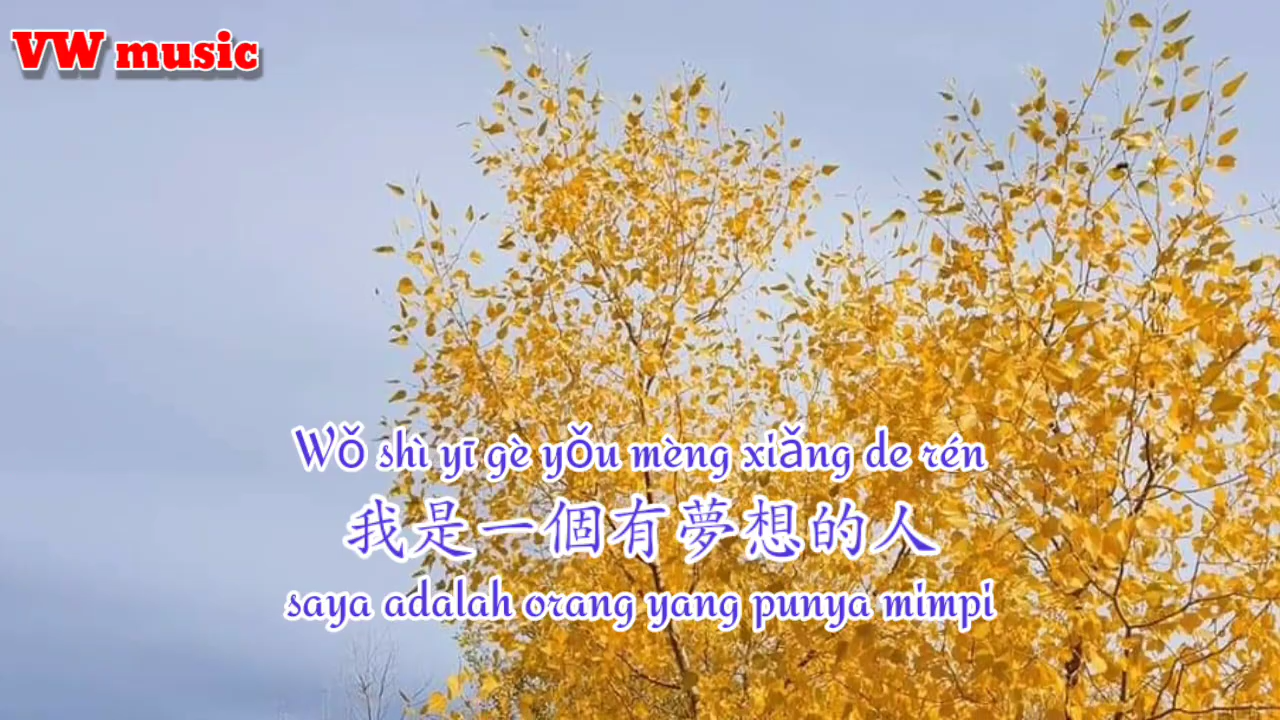 VW music
Wǒ shì yī gè yǒu mèng xiǎng de rén
我是一個有夢想的人
saya adalah orang yang punya mimpi